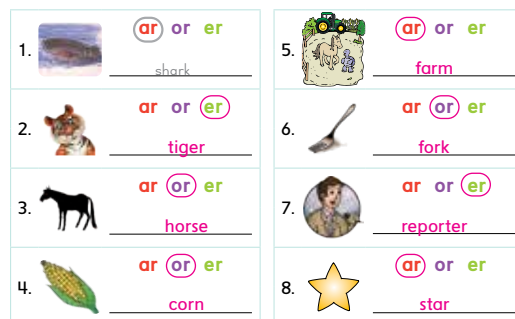 1. ar or er
shark
2. ar or er
tiger
3. ar or er
horse
4. ar or er
corn
5. ar or er
farm
6. ar or er
fork
7. ar or er
reporter
8. ar or er
star